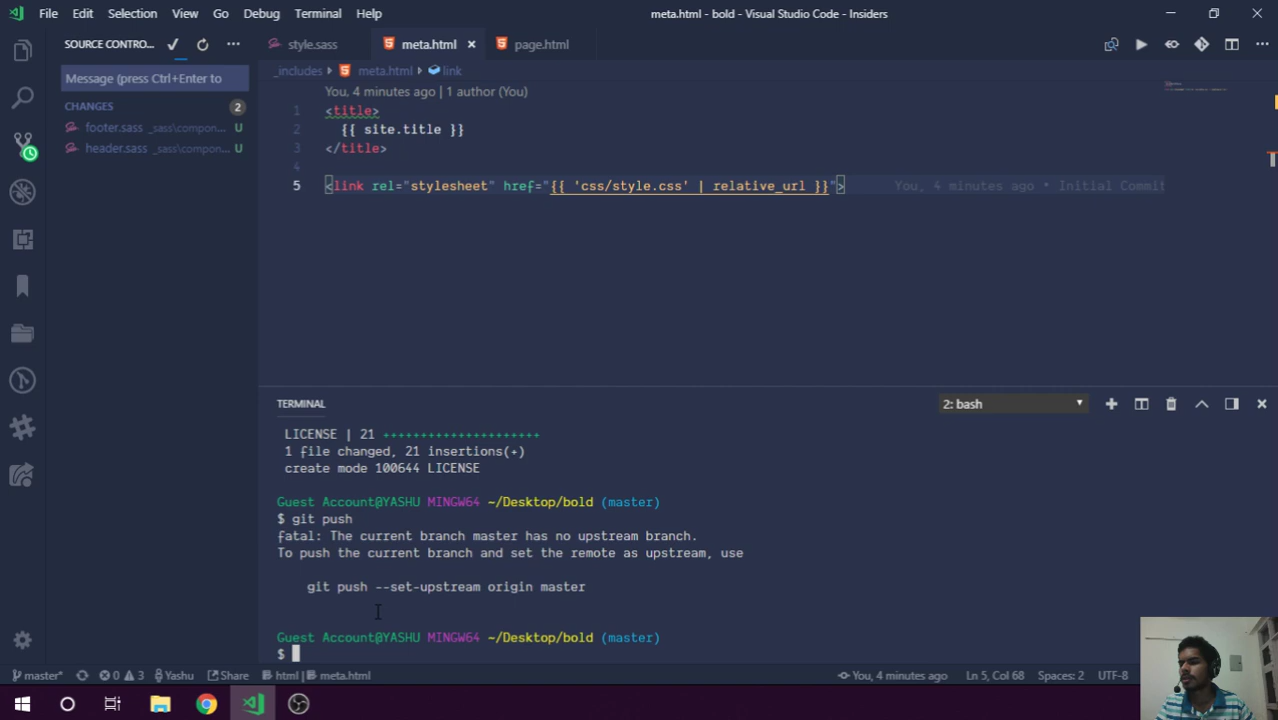 File Edit Selection View Go Debug Terminal Help
meta.html - bold - Visual Studio Code - Insiders
SOURCE CONTRO...
style.sass
meta.html
page.html
Message (press Ctrl+Enter to
_includes
meta.html
link
CHANGES
2
You, 4 minutes ago | 1 author (You)
footer.sass _sass\compon... U
header.sass _sass\compon... U
1 <title>
2 {{ site.title }}
3 </title>
4
5 <link rel="stylesheet" href="{{ 'css/style.css' | relative_url }}">
You, 4 minutes ago • Initial Commit
TERMINAL
2: bash
LICENSE | 21 +++++++++++++++++++++
1 file changed, 21 insertions(+)
create mode 100644 LICENSE
Guest Account@YASHU MINGW64 ~/Desktop/bold (master)
$ git push
fatal: The current branch master has no upstream branch.
To push the current branch and set the remote as upstream, use
git push --set-upstream origin master
Guest Account@YASHU MINGW64 ~/Desktop/bold (master)
$
master* 0 3 Yashu Share html | meta.html You, 4 minutes ago Ln 5, Col 68 Spaces: 2 UTF-8